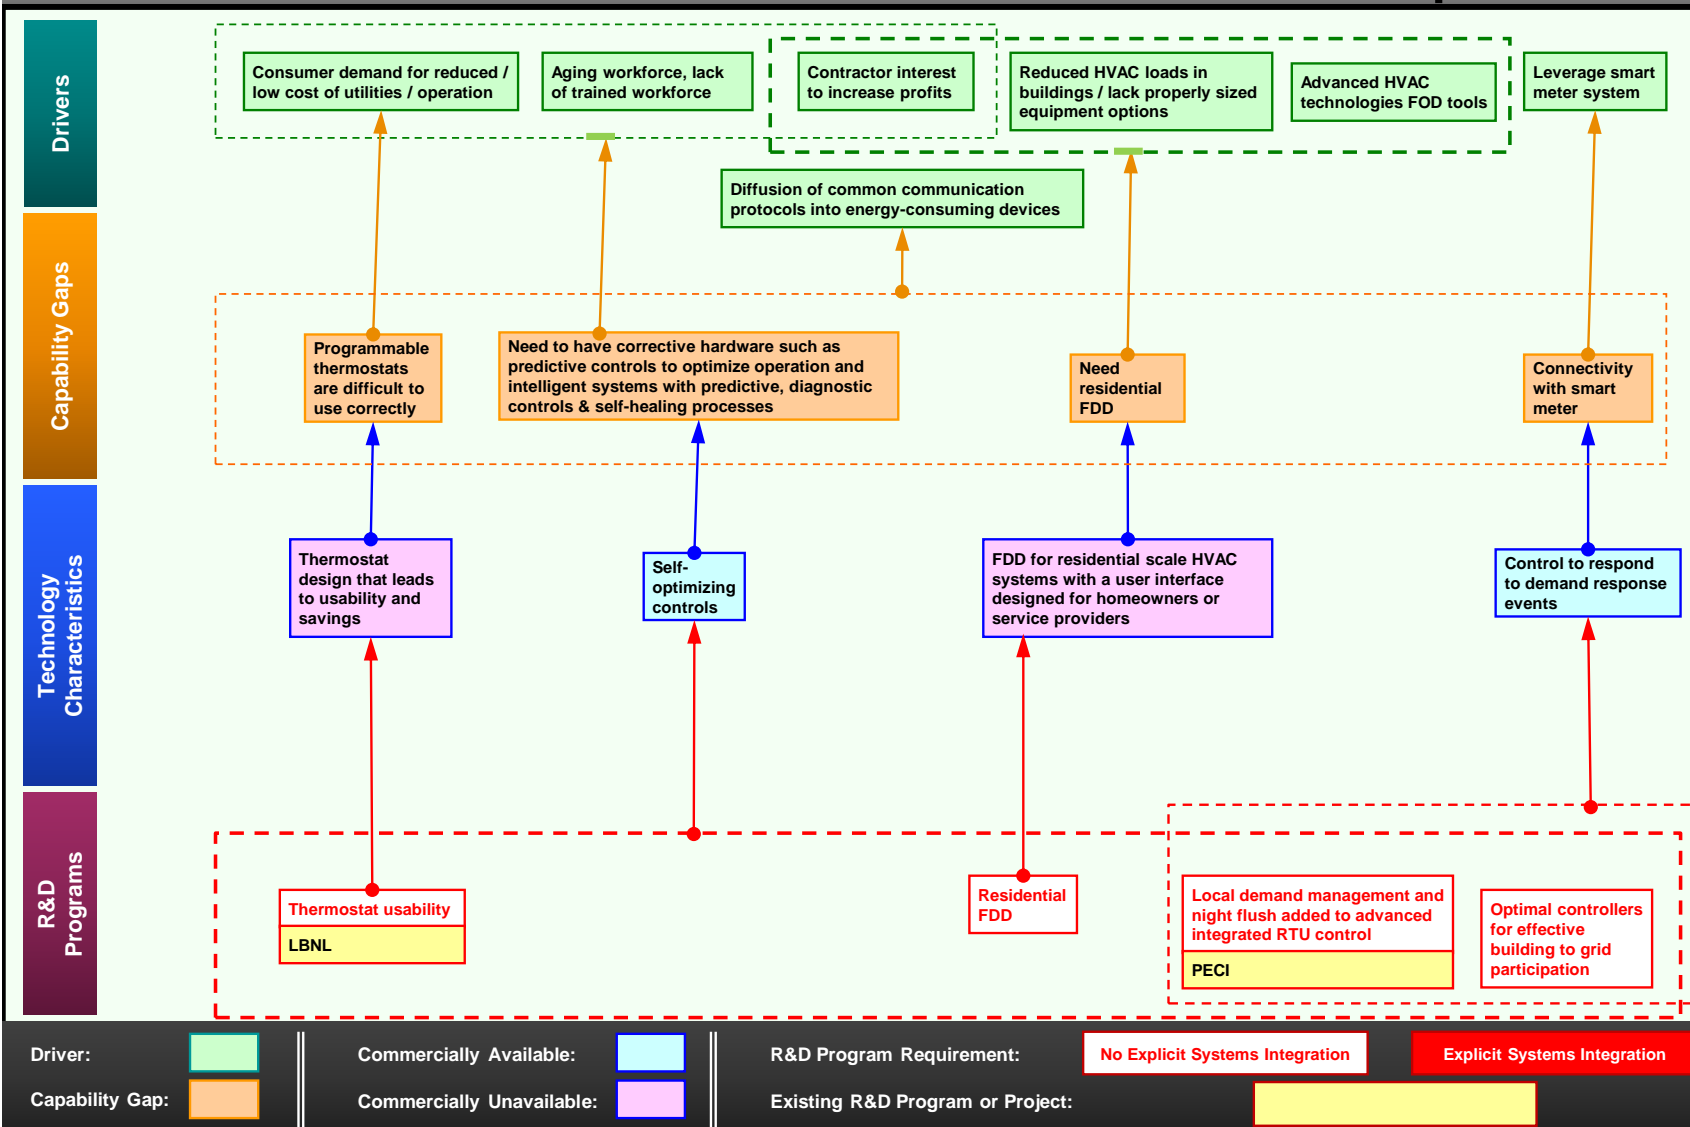 Drivers
Consumer demand for reduced /
low cost of utilities / operation
Aging workforce, lack
of trained workforce
Contractor interest
to increase profits
Reduced HVAC loads in
buildings / lack properly sized
equipment options
Advanced HVAC
technologies FOD tools
Leverage smart
meter system
Diffusion of common communication
protocols into energy-consuming devices
Capability Gaps
Programmable
thermostats
are difficult to
use correctly
Need to have corrective hardware such as
predictive controls to optimize operation and
intelligent systems with predictive, diagnostic
controls & self-healing processes
Need
residential
FDD
Connectivity
with smart
meter
Technology
Characteristics
Thermostat
design that leads
to usability and
savings
Self-
optimizing
controls
FDD for residential scale HVAC
systems with a user interface
designed for homeowners or
service providers
Control to respond
to demand response
events
R&D
Programs
Thermostat usability
LBNL
Residential
FDD
Local demand management and
night flush added to advanced
integrated RTU control
PECI
Optimal controllers
for effective
building to grid
participation
Driver:
Capability Gap:
Commercially Available:
Commercially Unavailable:
R&D Program Requirement:
No Explicit Systems Integration
Explicit Systems Integration
Existing R&D Program or Project: